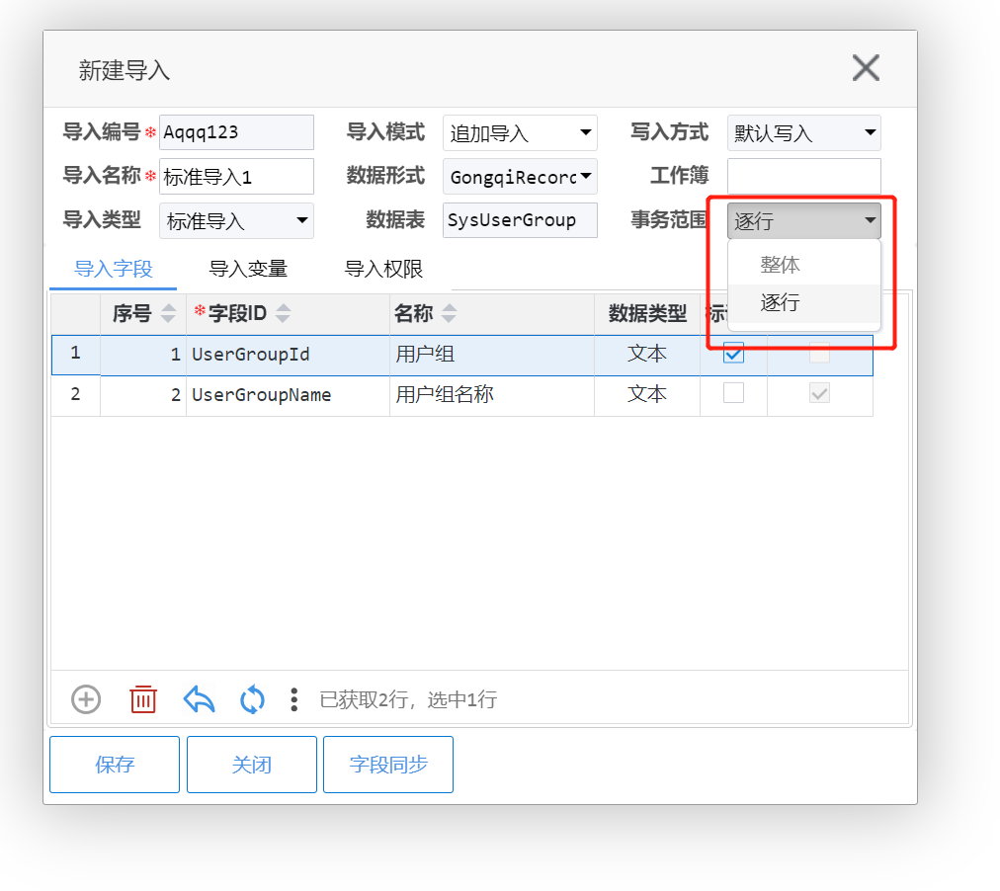 新建导入
导入编号 * Aqqq123 导入模式 追加导入 写入方式 默认写入
导入名称 * 标准导入1 数据形式 GongqiRecorc 工作簿
导入类型 标准导入 数据表 SysUserGroup 事务范围 逐行
整体
逐行
导入字段 导入变量 导入权限
序号 *字段ID 名称 数据类型
1 1 UserGroupId 用户组 文本
2 2 UserGroupName 用户组名称 文本
已获取2行，选中1行
保存 关闭 字段同步